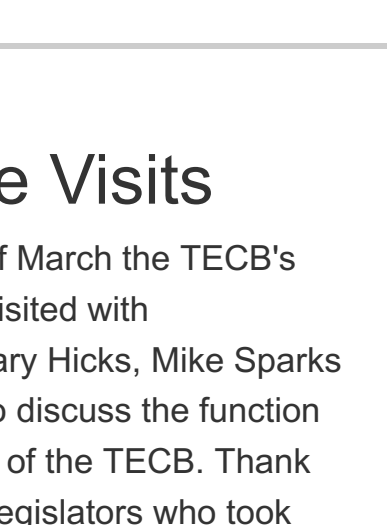 e Visits
f March the TECB's
isited with
ary Hicks, Mike Sparks
o discuss the function
of the TECB. Thank
egislators who took